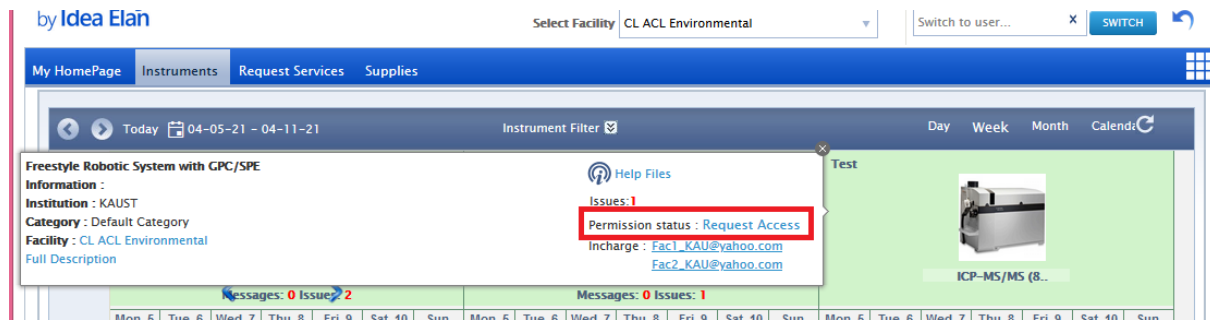 by Idea Elan
Select Facility CL ACL Environmental
Switch to user... x SWITCH
My HomePage Instruments Request Services Supplies
Today 04-05-21 - 04-11-21 Instrument Filter Day Week Month
Freestyle Robotic System with GPC/SPE
Information :
Institution : KAUST
Category : Default Category
Facility : CL ACL Environmental
Full Description
Help Files
Issues:1
Permission status : Request Access
Incharge : Fac1_KAU@yahoo.com
Fac2_KAU@yahoo.com
Test
ICP-MS/MS (8..
Messages: 0 Issues: 2
Messages: 0 Issues: 1
Mon, 5 Tue, 6 Wed, 7 Thu, 8 Fri, 9 Sat, 10 Sun, Mon, 5 Tue, 6 Wed, 7 Thu, 8 Fri, 9 Sat, 10 Sun, Mon, 5 Tue, 6 Wed, 7 Thu, 8 Fri, 9 Sat, 10 Sun,